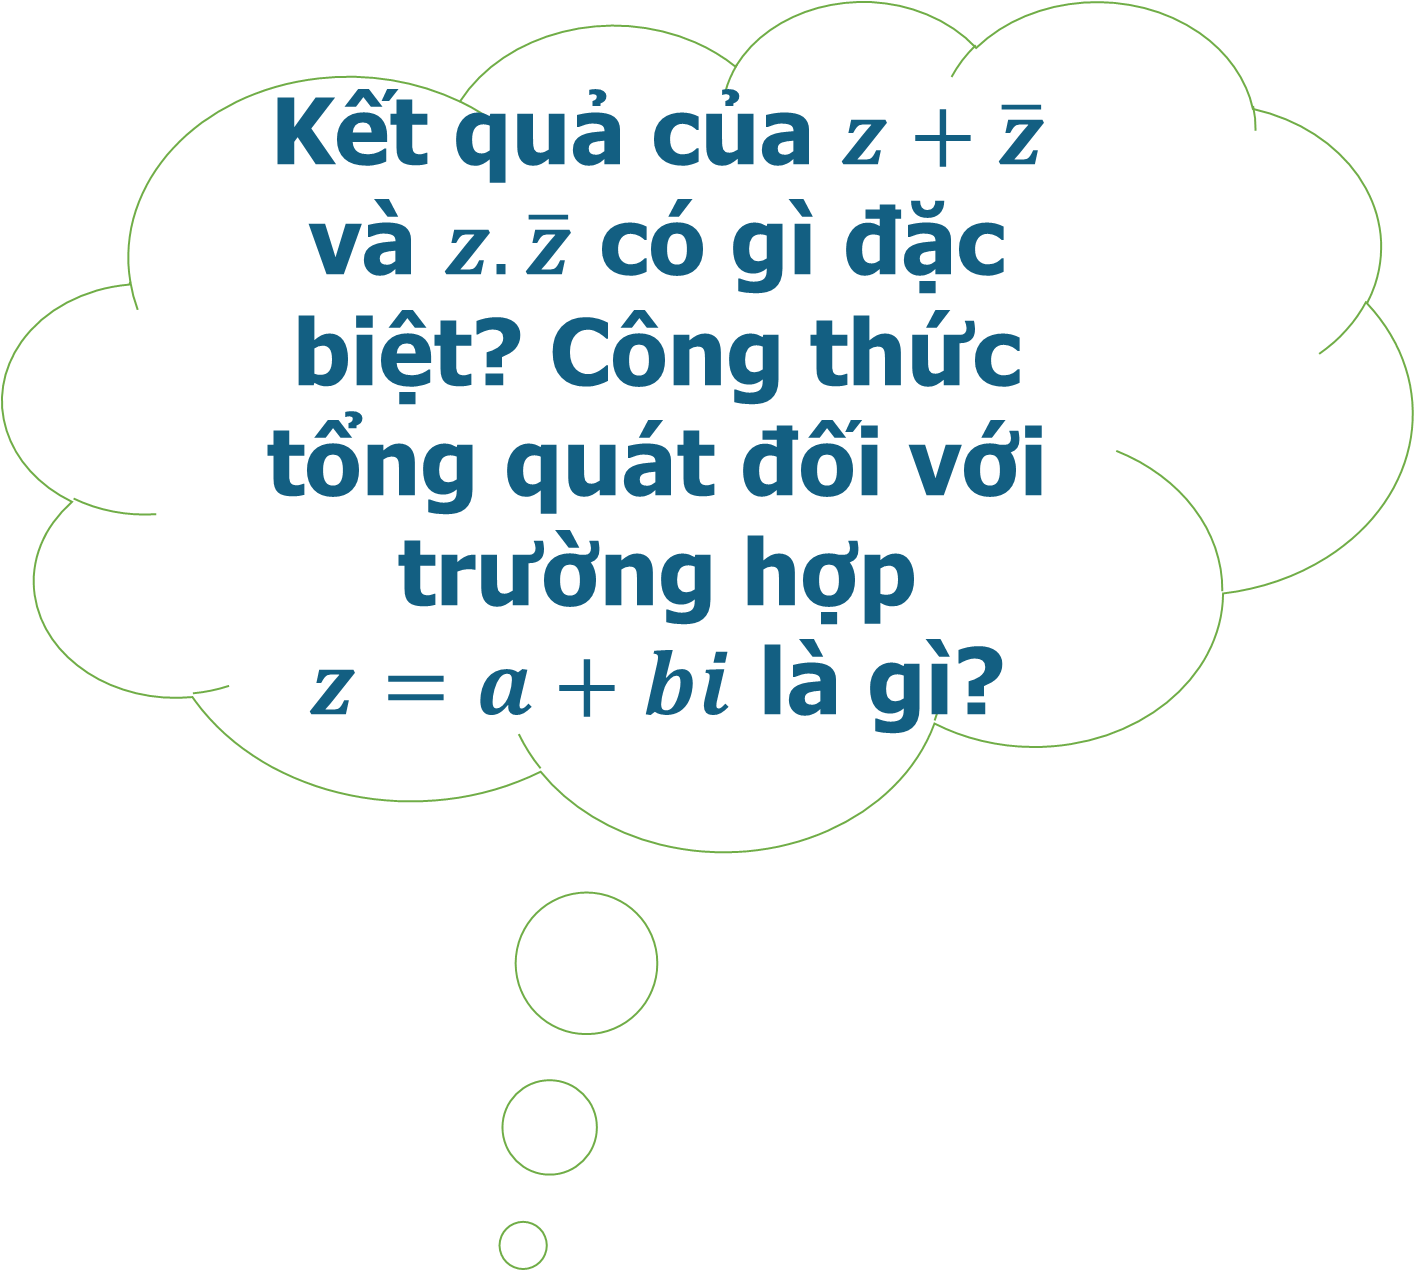 Kết quả của z + z̅
và z. z̅ có gì đặc
biệt? Công thức
tổng quát đối với
trường hợp
z = a + bi là gì?